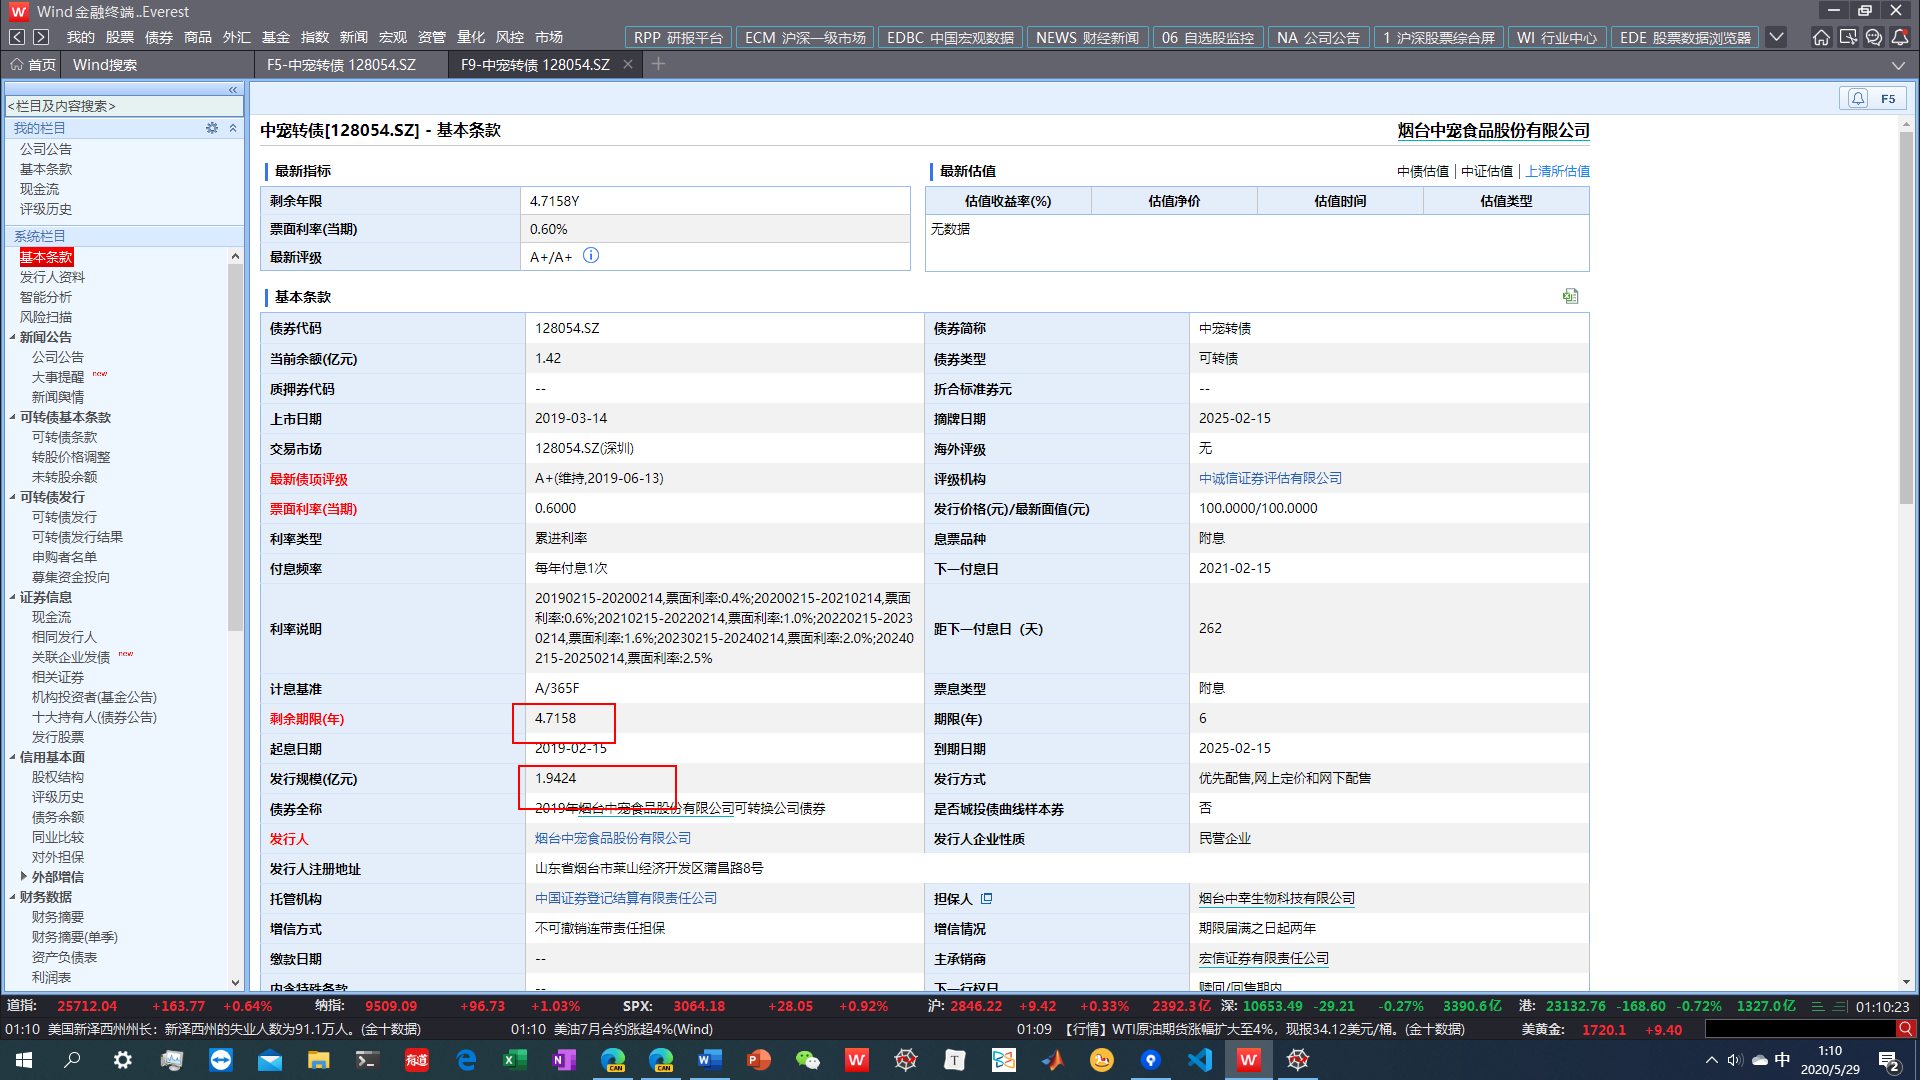 Wind金融终端..Everest
我的 股票 债券 商品 外汇 基金 指数 新闻 宏观 资管 量化 风控 市场
RPP 研报平台 ECM 沪深一级市场 EDBC 中国宏观数据 NEWS 财经新闻 06 自选股监控 NA 公司公告 1 沪深股票综合屏 WI 行业中心 EDE 股票数据浏览器
首页 Wind搜索 F5-中宠转债 128054.SZ F9-中宠转债 128054.SZ
<栏目及内容搜索>
我的栏目
公司公告
基本条款
现金流
评级历史
系统栏目
基本条款
发行人资料
智能分析
风险扫描
新闻公告
公司公告
大事提醒 new
新闻舆情
可转债基本条款
可转债条款
转股价格调整
未转股余额
可转债发行
可转债发行
可转债发行结果
申购者名单
募集资金投向
证券信息
现金流
相同发行人
关联企业发债 new
相关证券
机构投资者(基金公告)
十大持有人(债券公告)
发行股票
信用基本面
股权结构
评级历史
债务余额
同业比较
对外担保
外部增信
财务数据
财务摘要
财务摘要(单季)
资产负债表
利润表
F5
中宠转债[128054.SZ] - 基本条款
烟台中宠食品股份有限公司
最新指标
剩余年限 4.7158Y
票面利率(当期) 0.60%
最新评级 A+/A+
最新估值 中债估值 | 中证估值 | 上清所估值
估值收益率(%) 估值净价 估值时间 估值类型
无数据
基本条款
债券代码 128054.SZ 债券简称 中宠转债
当前余额(亿元) 1.42 债券类型 可转债
质押券代码 -- 折合标准券元 --
上市日期 2019-03-14 摘牌日期 2025-02-15
交易市场 128054.SZ(深圳) 海外评级 无
最新债项评级 A+(维持,2019-06-13) 评级机构 中诚信证券评估有限公司
票面利率(当期) 0.6000 发行价格(元)/最新面值(元) 100.0000/100.0000
利率类型 累进利率 息票品种 附息
付息频率 每年付息1次 下一付息日 2021-02-15
利率说明 20190215-20200214,票面利率:0.4%;20200215-20210214,票面
利率:0.6%;20210215-20220214,票面利率:1.0%;20220215-2023
0214,票面利率:1.6%;20230215-20240214,票面利率:2.0%;20240
215-20250214,票面利率:2.5%
距下一付息日（天） 262
计息基准 A/365F 票息类型 附息
剩余期限(年) 4.7158 期限(年) 6
起息日期 2019-02-15 到期日期 2025-02-15
发行规模(亿元) 1.9424 发行方式 优先配售,网上定价和网下配售
债券全称 2019年烟台中宠食品股份有限公司可转换公司债券 是否城投债曲线样本券 否
发行人 烟台中宠食品股份有限公司 发行人企业性质 民营企业
发行人注册地址 山东省烟台市莱山经济开发区蒲昌路8号
托管机构 中国证券登记结算有限责任公司 担保人 烟台中幸生物科技有限公司
增信方式 不可撤销连带责任担保 增信情况 期限届满之日起两年
缴款日期 -- 主承销商 宏信证券有限责任公司
内含特殊条款 -- 下一行权日 赎回/回售期内
道指: 25712.04 +163.77 +0.64% 纳指: 9509.09 +96.73 +1.03% SPX: 3064.18 +28.05 +0.92% 沪: 2846.22 +9.42 +0.33% 2392.3亿 深: 10653.49 -29.21 -0.27% 3390.6亿 港: 23132.76 -168.60 -0.72% 1327.0亿 01:10:23
01:10 美国新泽西州州长：新泽西州的失业人数为91.1万人。(金十数据) 01:10 美油7月合约涨超4%(Wind) 01:09 【行情】WTI原油期货涨幅扩大至4%，现报34.12美元/桶。(金十数据) 美黄金: 1720.1 +9.40
有道 CAN CAN 中 1:10
2020/5/29 2